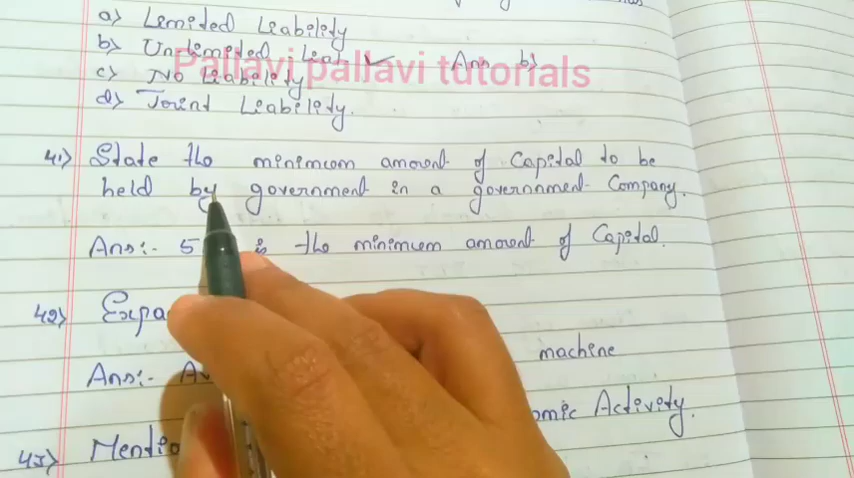 a) Limited Liability
b) Unlimited Liab. ✓ Ans b)
c) No Liability
d) Joint Liability.
Pallavi pallavi tutorials
41) State the minimum amount of Capital to be
held by government in a government Company.
Ans:- 5 is the minimum amount of Capital.
42) Expa
machine
Ans:-
omic Activity.
43) Mentio